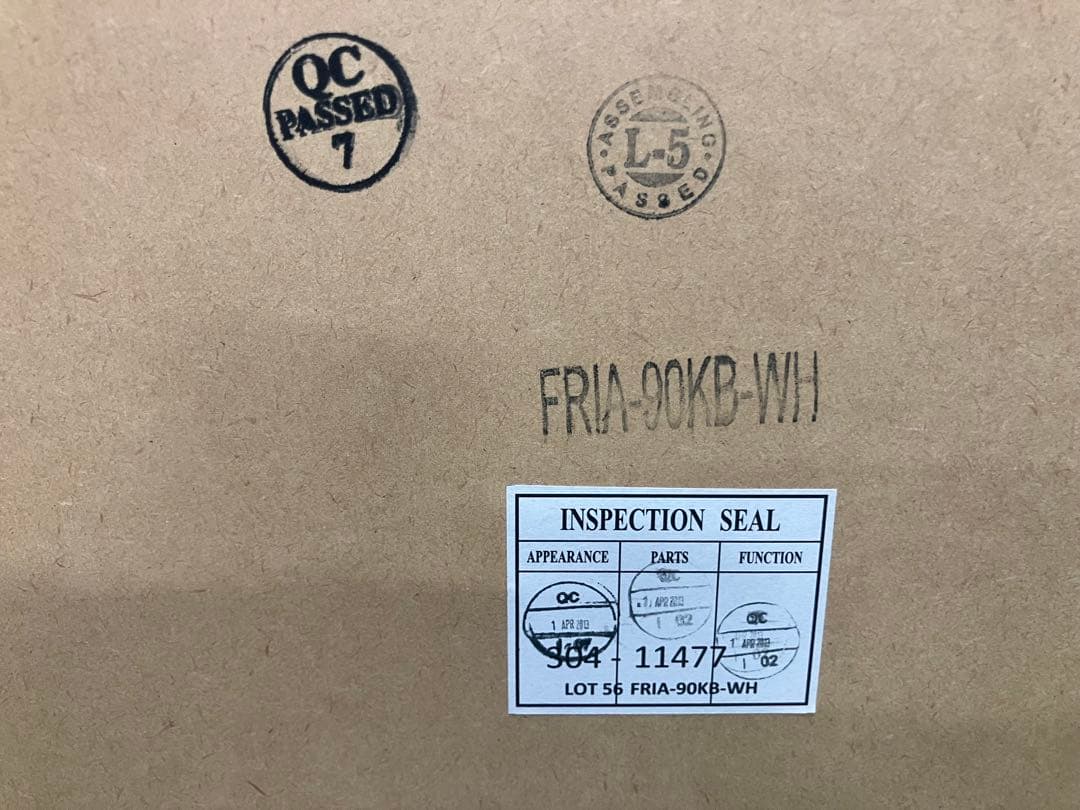 QC
PASSED
7
ASSEMBLING
L-5
PASSED
FRIA-90KB-WH
INSPECTION SEAL
APPEARANCE PARTS FUNCTION
QC
1 APR 2013
QC
APR 2013
02
QC
1 APR 2013
02
304 - 11477
LOT 56 FRIA-90KB-WH